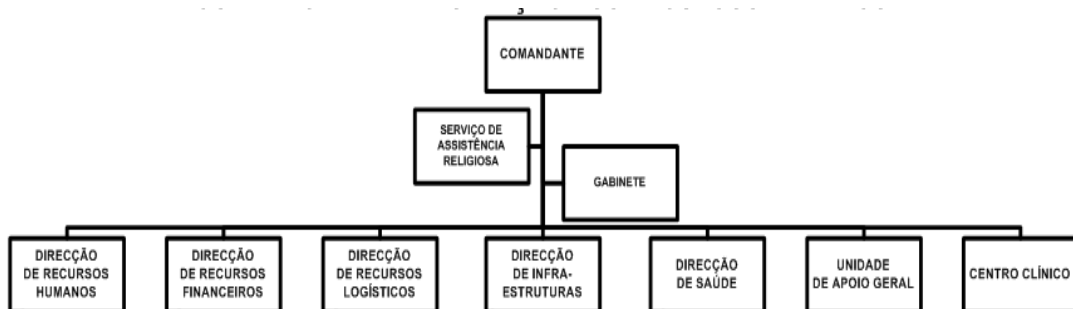 COMANDANTE
SERVIÇO DE
ASSISTÊNCIA
RELIGIOSA
GABINETE
DIRECÇÃO
DE RECURSOS
HUMANOS
DIRECÇÃO
DE RECURSOS
FINANCEIROS
DIRECÇÃO
DE RECURSOS
LOGÍSTICOS
DIRECÇÃO
DE INFRA-
ESTRUTURAS
DIRECÇÃO
DE SAÚDE
UNIDADE
DE APOIO GERAL
CENTRO CLÍNICO